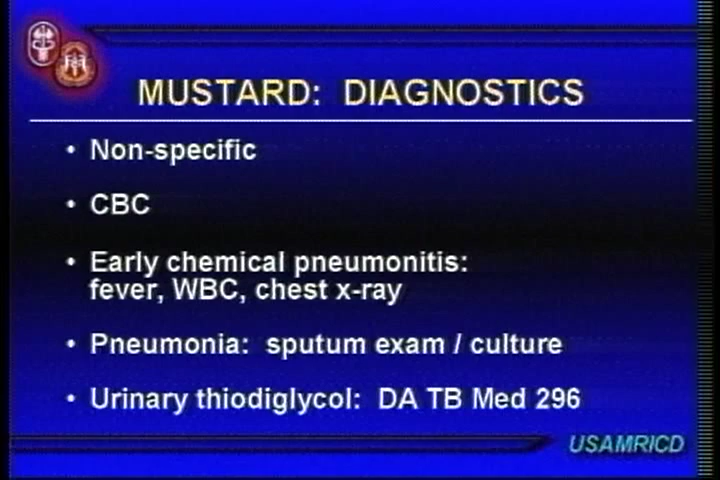 MUSTARD: DIAGNOSTICS
• Non-specific
• CBC
• Early chemical pneumonitis:
fever, WBC, chest x-ray
• Pneumonia: sputum exam / culture
• Urinary thiodiglycol: DA TB Med 296
USAMRICD